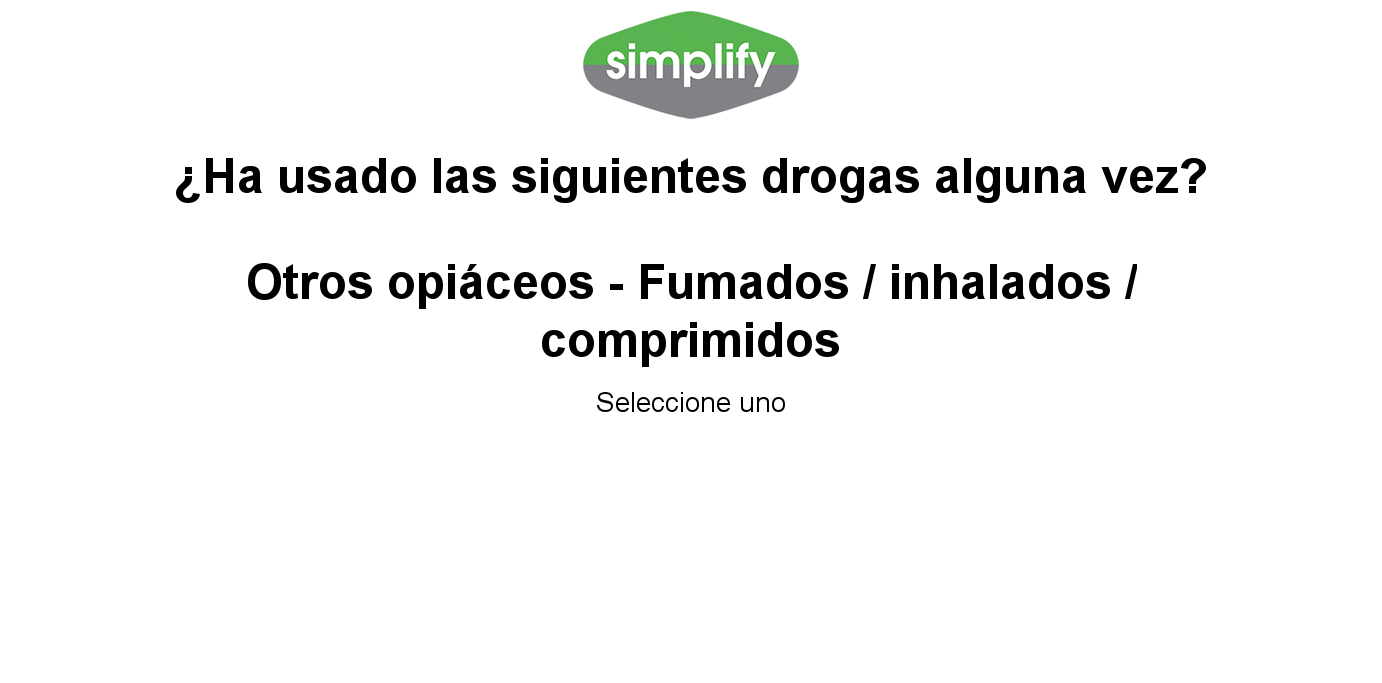 simplify
¿Ha usado las siguientes drogas alguna vez?
Otros opiáceos - Fumados / inhalados /
comprimidos
Seleccione uno